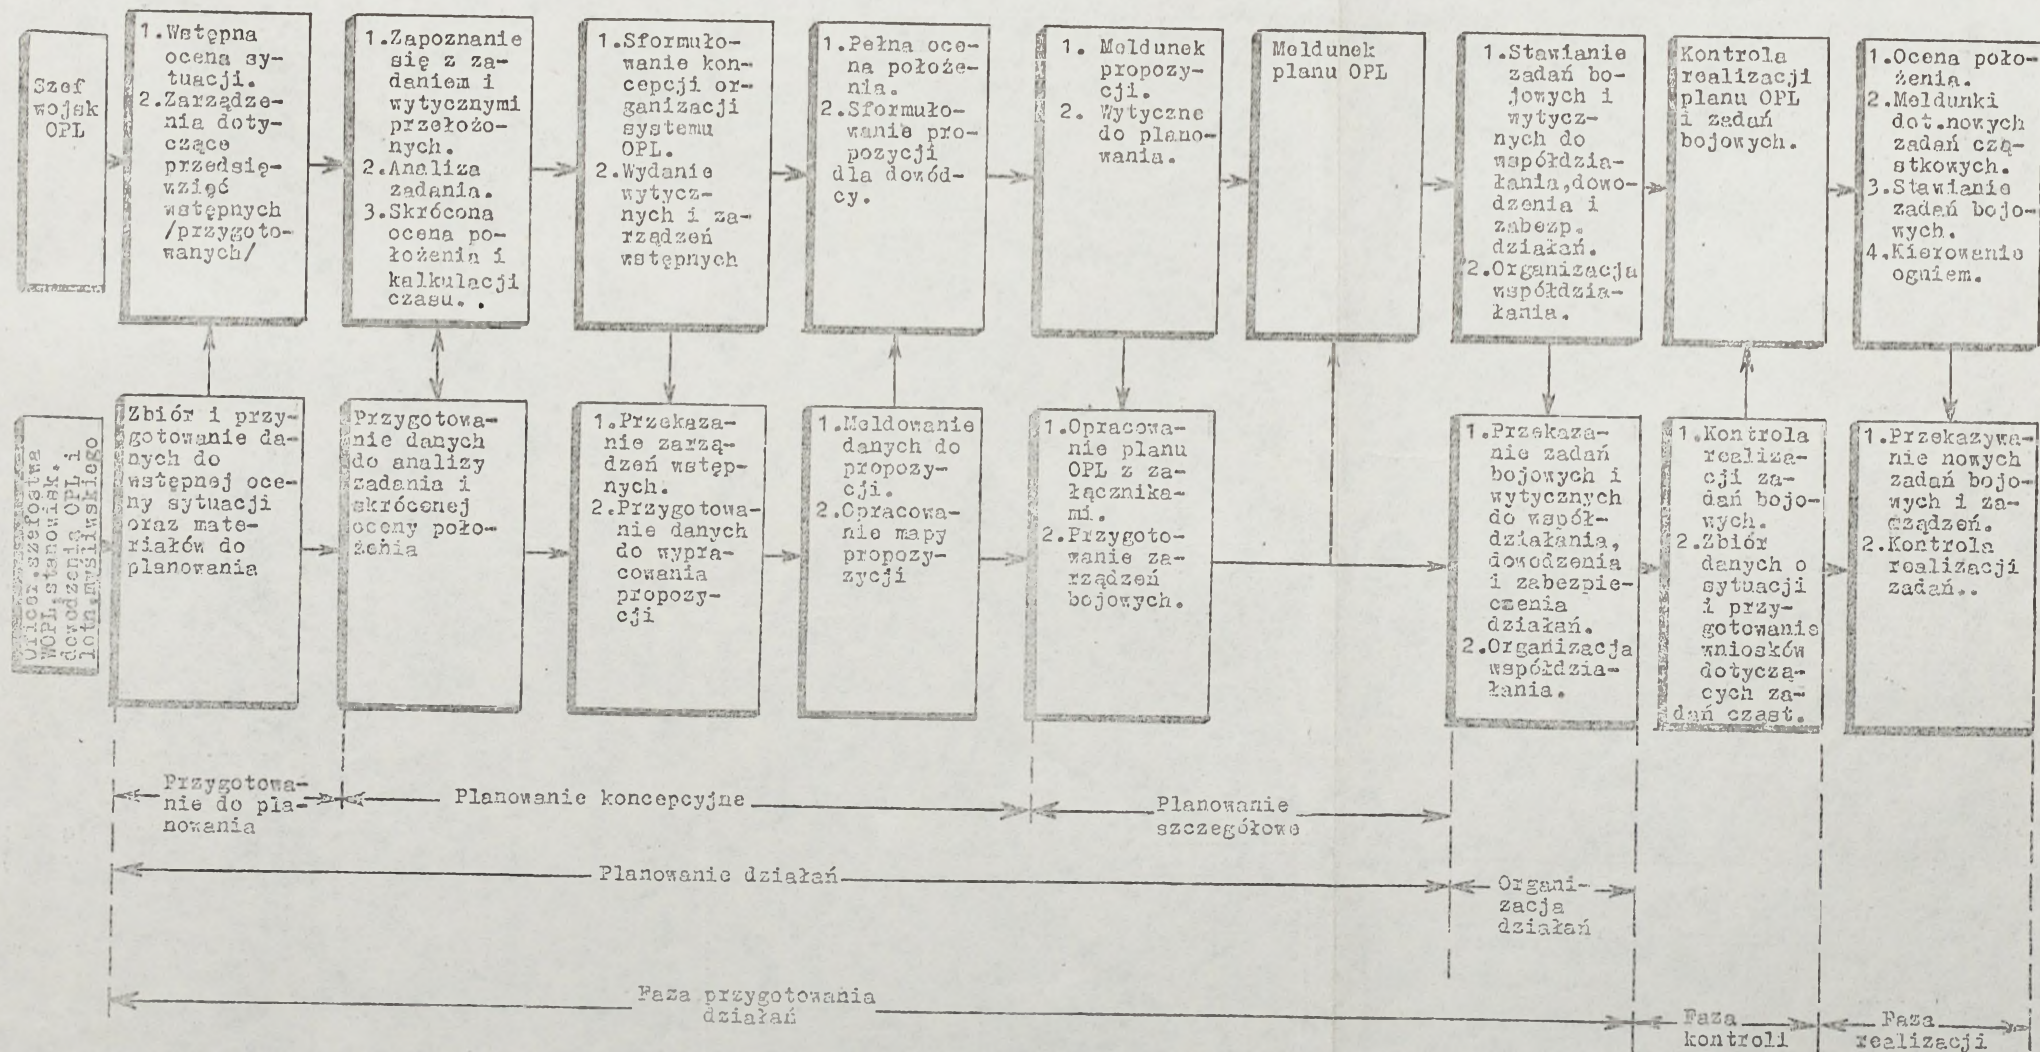 Szef
wojsk
OPL
1.Wstępna
ocena sy-
tuacji.
2.Zarządze-
nia doty-
czące
przedsię-
wzięć
wstępnych
/przygoto-
wanych/
1.Zapoznanie
się z za-
daniem i
wytycznymi
przełożo-
nych.
2.Analiza
zadania.
3.Skrócona
ocena po-
łożenia i
kalkulacji
czasu.
1.Sformuło-
wanie kon-
cepcji or-
ganizacji
systemu
OPL.
2.Wydanie
wytycz-
nych i za-
rządzeń
wstępnych
1.Pełna oce-
na położe-
nia.
2.Sformuło-
wanie pro-
pozycji
dla dowód-
cy.
1. Meldunek
propozy-
cji.
2. Wytyczne
do plano-
wania.
Meldunek
planu OPL
1.Stawianie
zadań bo-
jowych i
wytycz-
nych do
współdzia-
łania,dowo-
dzenia i
zabezp.
działań.
2.Organizacja
współdzia-
łania.
Kontrola
realizacji
planu OPL
i zadań
bojowych.
1.Ocena poło-
żenia.
2.Meldunki
dot.nowych
zadań czą-
stkowych.
3.Stawianie
zadań bojo-
wych.
4.Kierowanie
ogniem.
Oficer.szefostwa
WOPL,stanowisk.
dowodzenia OPL i
lotn.myśliwskiego
Zbiór i przy-
gotowanie da-
nych do
wstępnej oce-
ny sytuacji
oraz mate-
riałów do
planowania
Przygotowa-
nie danych
do analizy
zadania i
skróconej
oceny poło-
żenia
1.Przekaza-
nie zarzą-
dzeń wstęp-
nych.
2.Przygotowa-
nie danych
do wypra-
cowania
propozy-
cji
1.Meldowanie
danych do
propozy-
cji.
2.Opracowa-
nie mapy
propozy-
zycji
1.Opracowa-
nie planu
OPL z za-
łącznika-
mi.
2.Przygoto-
wanie za-
rządzeń
bojowych.
1.Przekaza-
nie zadań
bojowych i
wytycznych
do współ-
działania,
dowodzenia
i zabezpie-
czenia
działań.
2.Organizacja
współdzia-
łania.
1.Kontrola
realiza-
cji za-
dań bojo-
wych.
2.Zbiór
danych o
sytuacji
i przy-
gotowanie
wniosków
dotyczą-
cych za-
dań cząst.
1.Przekazywa-
nie nowych
zadań bojo-
wych i za-
rządzeń.
2.Kontrola
realizacji
zadań..
Przygotowa-
nie do pla-
nowania
Planowanie koncepcyjne
Planowanie
szczegółowe
Planowanie działań
Organi-
zacja
działań
Faza przygotowania
działań
Faza
kontroli
Faza
realizacji